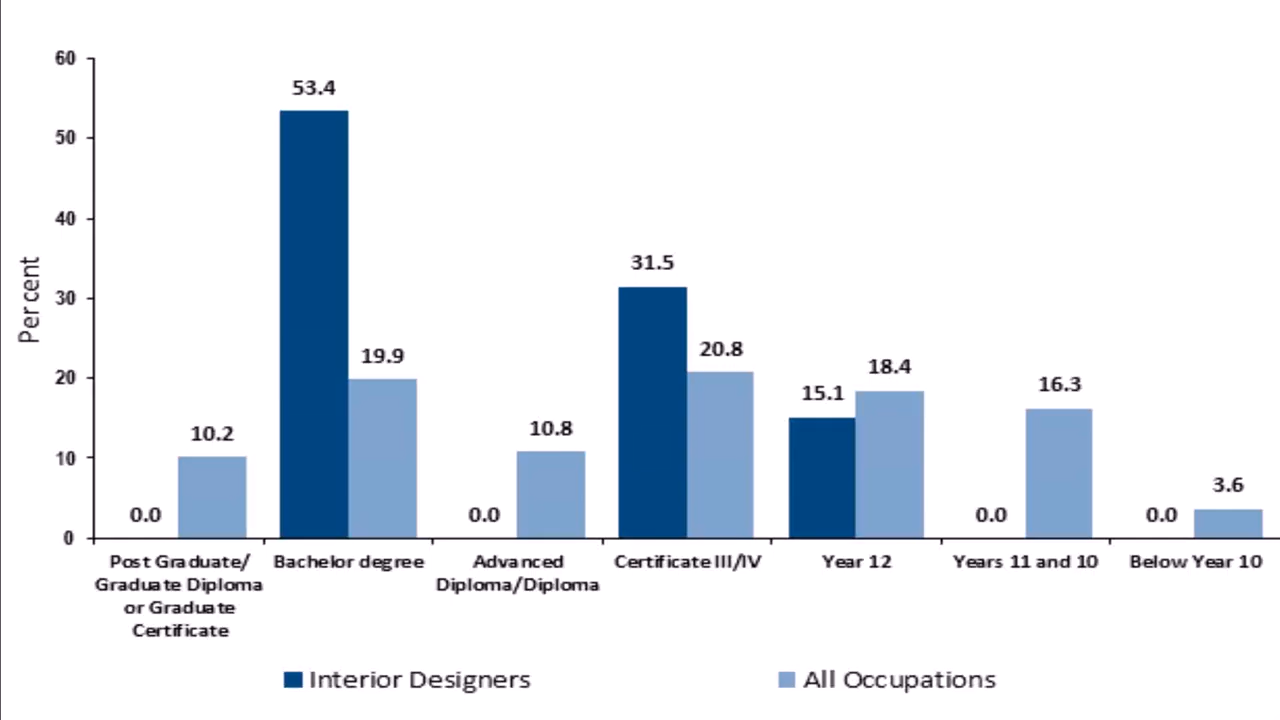 60
50
40
30
20
10
0
Per cent
0.0
10.2
53.4
19.9
0.0
10.8
31.5
20.8
15.1
18.4
0.0
16.3
0.0
3.6
Post Graduate/
Graduate Diploma
or Graduate
Certificate
Bachelor degree
Advanced
Diploma/Diploma
Certificate III/IV
Year 12
Years 11 and 10
Below Year 10
Interior Designers
All Occupations